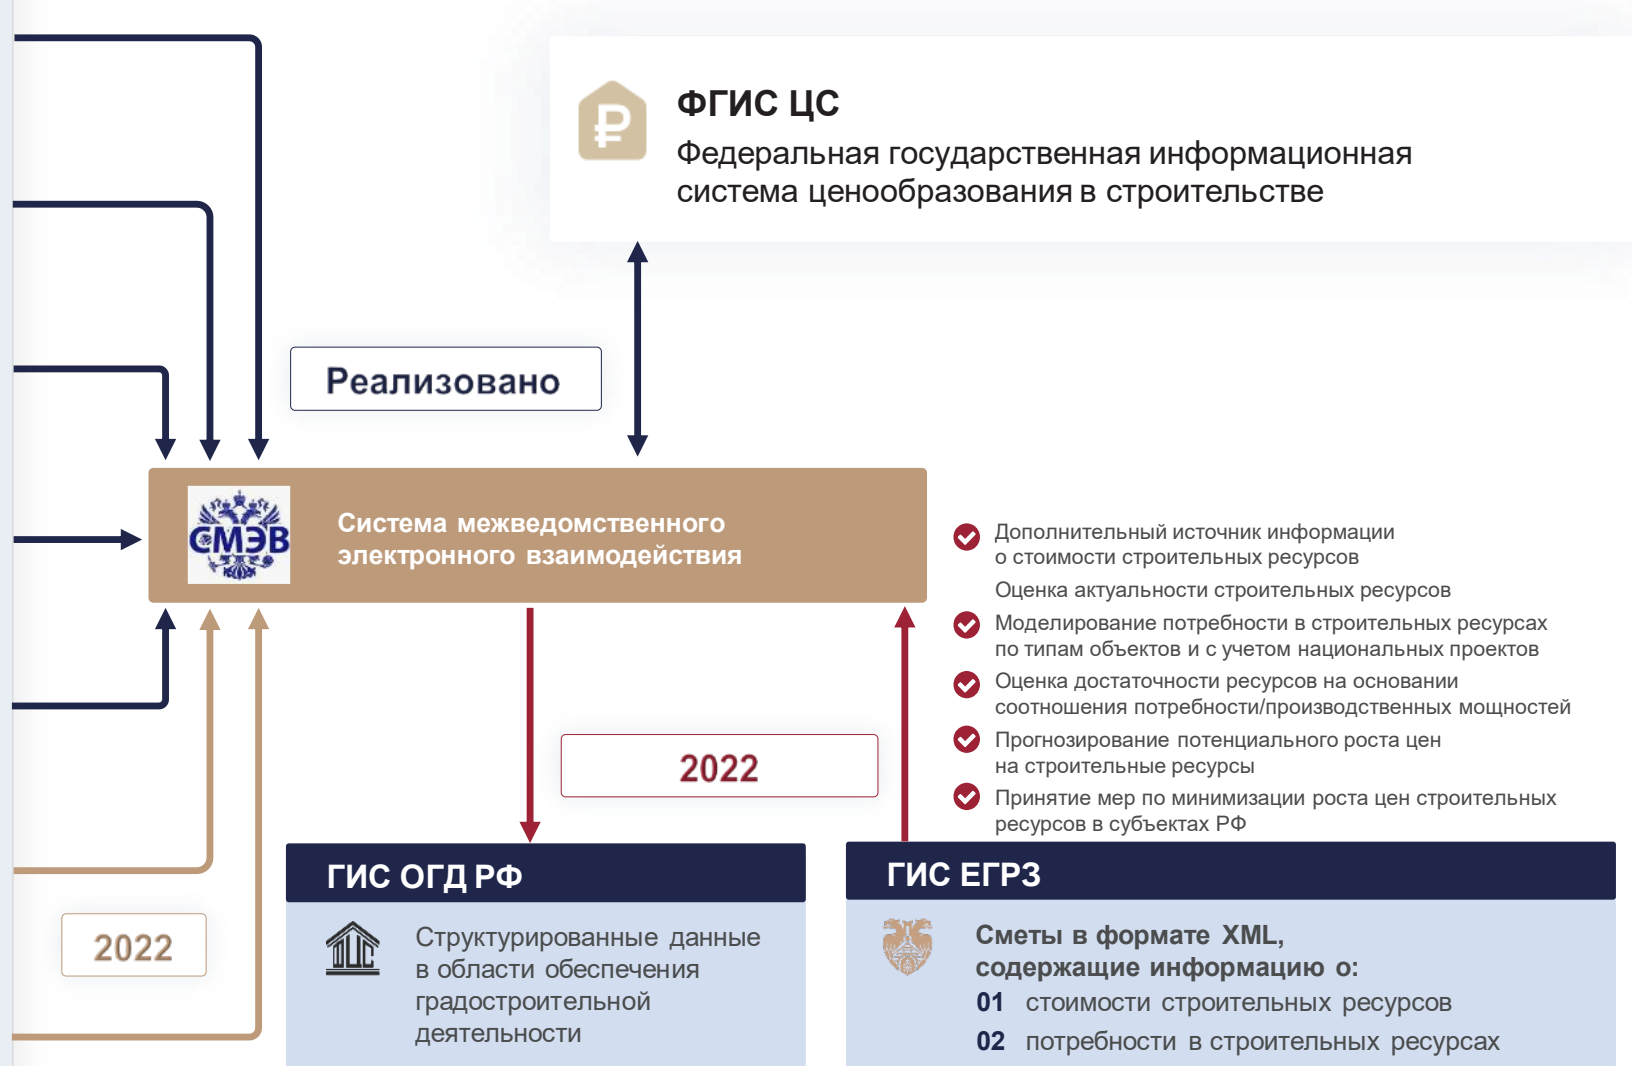 ФГИС ЦС
Федеральная государственная информационная
система ценообразования в строительстве
Реализовано
СМЭВ
Система межведомственного
электронного взаимодействия
Дополнительный источник информации
о стоимости строительных ресурсов
Оценка актуальности строительных ресурсов
Моделирование потребности в строительных ресурсах
по типам объектов и с учетом национальных проектов
Оценка достаточности ресурсов на основании
соотношения потребности/производственных мощностей
Прогнозирование потенциального роста цен
на строительные ресурсы
Принятие мер по минимизации роста цен строительных
ресурсов в субъектах РФ
2022
2022
ГИС ОГД РФ
Структурированные данные
в области обеспечения
градостроительной
деятельности
ГИС ЕГРЗ
Сметы в формате XML,
содержащие информацию о:
01 стоимости строительных ресурсов
02 потребности в строительных ресурсах